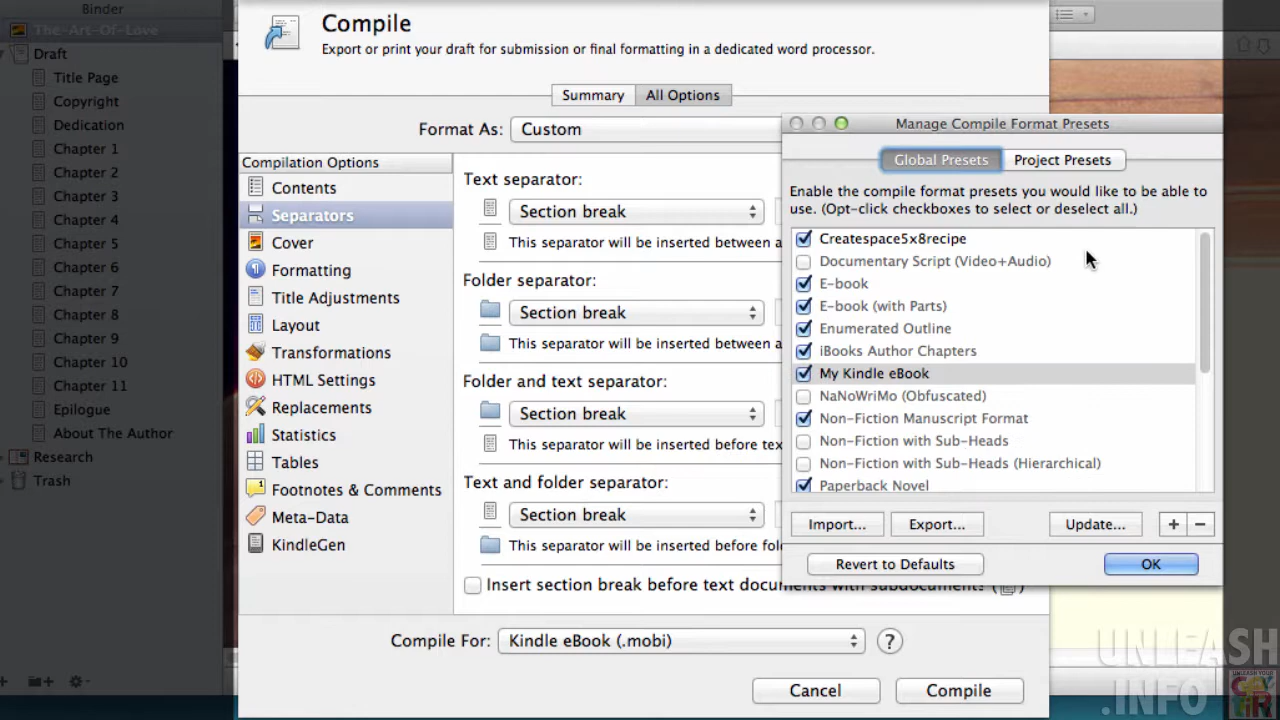 Binder
The-Art-Of-Love
Draft
Title Page
Copyright
Dedication
Chapter 1
Chapter 2
Chapter 3
Chapter 4
Chapter 5
Chapter 6
Chapter 7
Chapter 8
Chapter 9
Chapter 10
Chapter 11
Epilogue
About The Author
Research
Trash
Compile
Export or print your draft for submission or final formatting in a dedicated word processor.
Summary
All Options
Format As:
Custom
Compilation Options
Contents
Separators
Cover
Formatting
Title Adjustments
Layout
Transformations
HTML Settings
Replacements
Statistics
Tables
Footnotes & Comments
Meta-Data
KindleGen
Text separator:
Section break
This separator will be inserted between a
Folder separator:
Section break
This separator will be inserted between a
Folder and text separator:
Section break
This separator will be inserted before tex
Text and folder separator:
Section break
This separator will be inserted before fol
Insert section break before text documents with subdocuments (
)
Compile For:
Kindle eBook (.mobi)
?
Cancel
Compile
Manage Compile Format Presets
Global Presets
Project Presets
Enable the compile format presets you would like to be able to
use. (Opt-click checkboxes to select or deselect all.)
Createspace5x8recipe
Documentary Script (Video+Audio)
E-book
E-book (with Parts)
Enumerated Outline
iBooks Author Chapters
My Kindle eBook
NaNoWriMo (Obfuscated)
Non-Fiction Manuscript Format
Non-Fiction with Sub-Heads
Non-Fiction with Sub-Heads (Hierarchical)
Paperback Novel
Import...
Export...
Update...
+
−
Revert to Defaults
OK
UNLEASH
.INFO